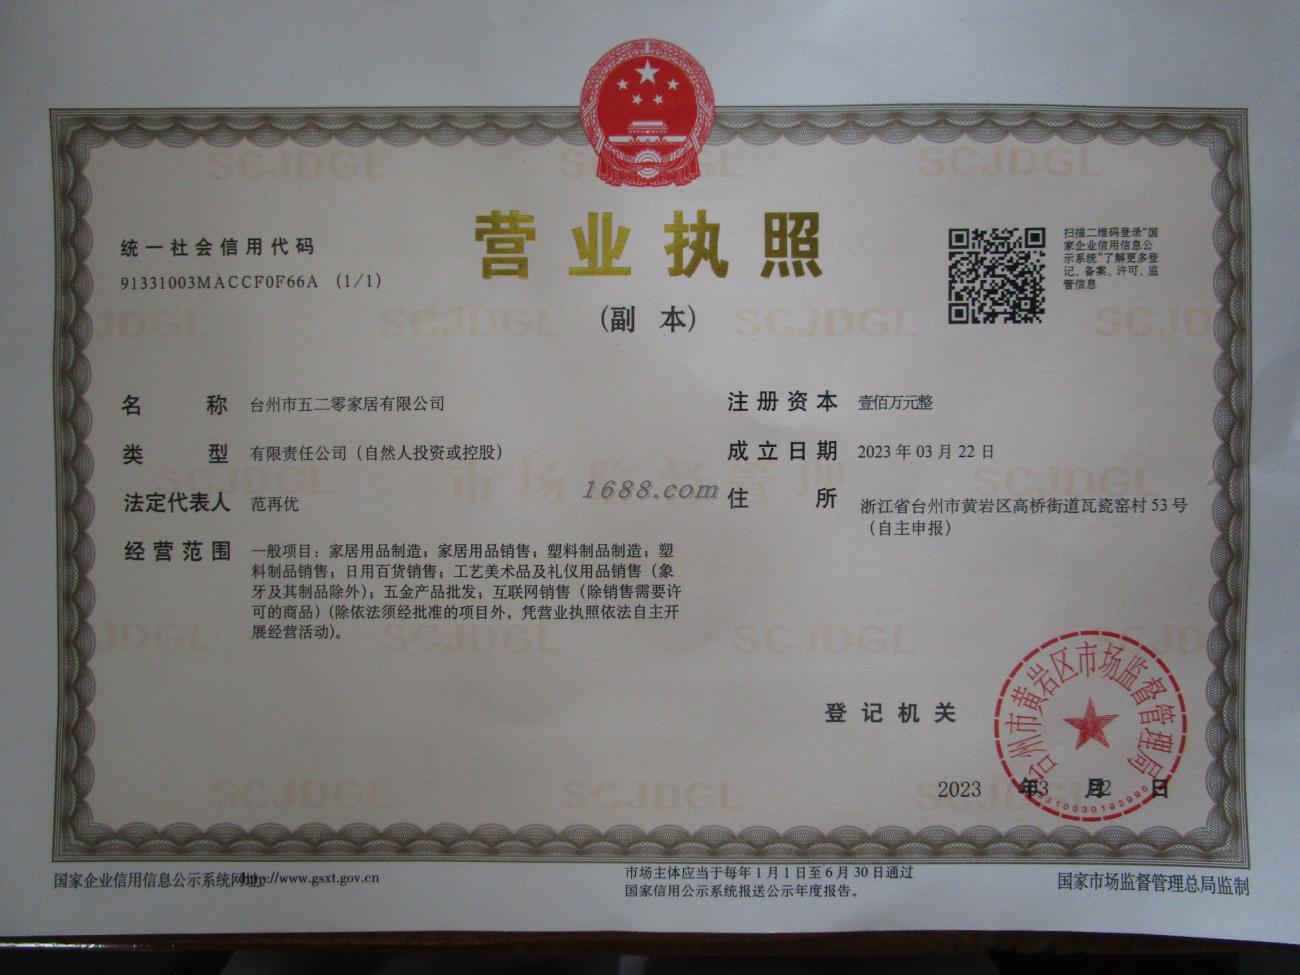 营业执照
(副 本)
统一社会信用代码
91331003MACCF0F66A (1/1)
扫描二维码登录“国
家企业信用信息公
示系统”了解更多登
记、备案、许可、监
管信息
名 称 台州市五二零家居有限公司
类 型 有限责任公司(自然人投资或控股)
法定代表人 范再优
经营范围 一般项目:家居用品制造;家居用品销售;塑料制品制造;塑
料制品销售;日用百货销售;工艺美术品及礼仪用品销售(象
牙及其制品除外);五金产品批发;互联网销售(除销售需要许
可的商品)(除依法须经批准的项目外,凭营业执照依法自主开
展经营活动)。
注册资本 壹佰万元整
成立日期 2023年03月22日
住 所 浙江省台州市黄岩区高桥街道瓦瓷窑村53号
(自主申报)
1688.com
登记机关
台州市黄岩区市场监督管理局
2023 年03 月22 日
国家企业信用信息公示系统网址:http://www.gsxt.gov.cn
市场主体应当于每年1月1日至6月30日通过
国家信用公示系统报送公示年度报告。
国家市场监督管理总局监制